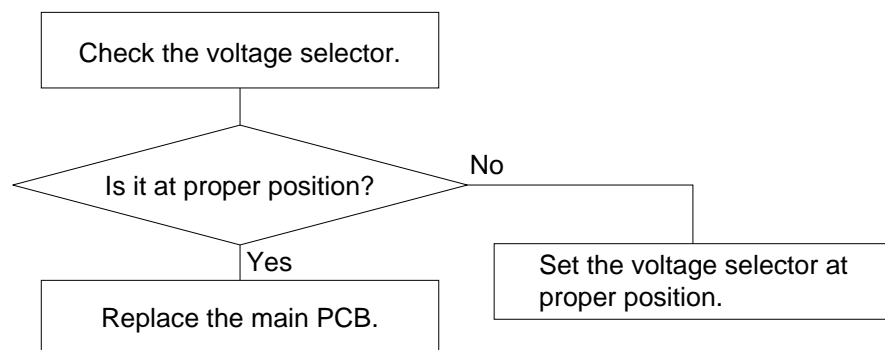 Check the voltage selector.
Is it at proper position?
No
Yes
Set the voltage selector at
proper position.
Replace the main PCB.